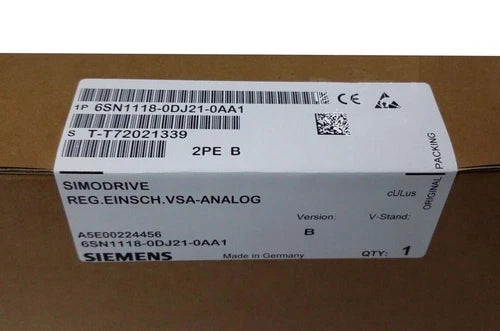 1P 6SN1118-0DJ21-0AA1
CE
S T-T72021339
2PE B
SIMODRIVE
REG.EINSCH.VSA-ANALOG
cULus
ORIGINAL PACKING
Version: V-Stand:
A5E00224456 B
6SN1118-0DJ21-0AA1
SIEMENS Made in Germany QTY: 1